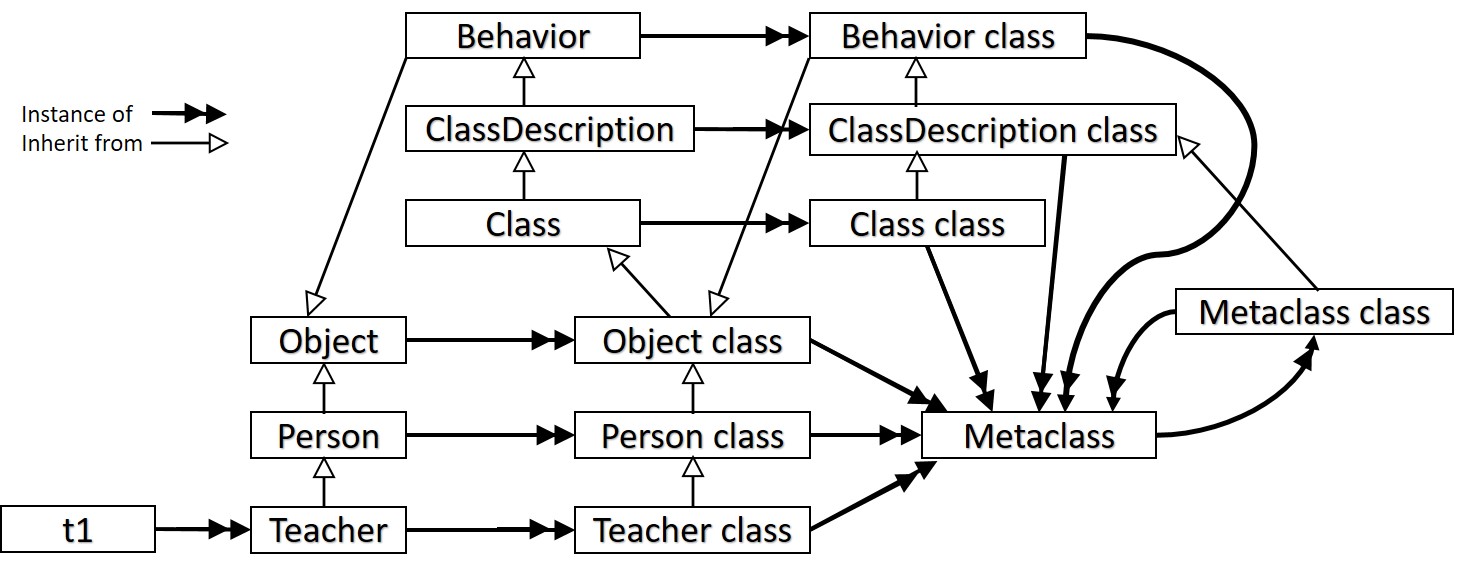 Behavior
Behavior class
Instance of
Inherit from
ClassDescription
ClassDescription class
Class
Class class
Metaclass class
Object
Object class
Person
Person class
Metaclass
t1
Teacher
Teacher class